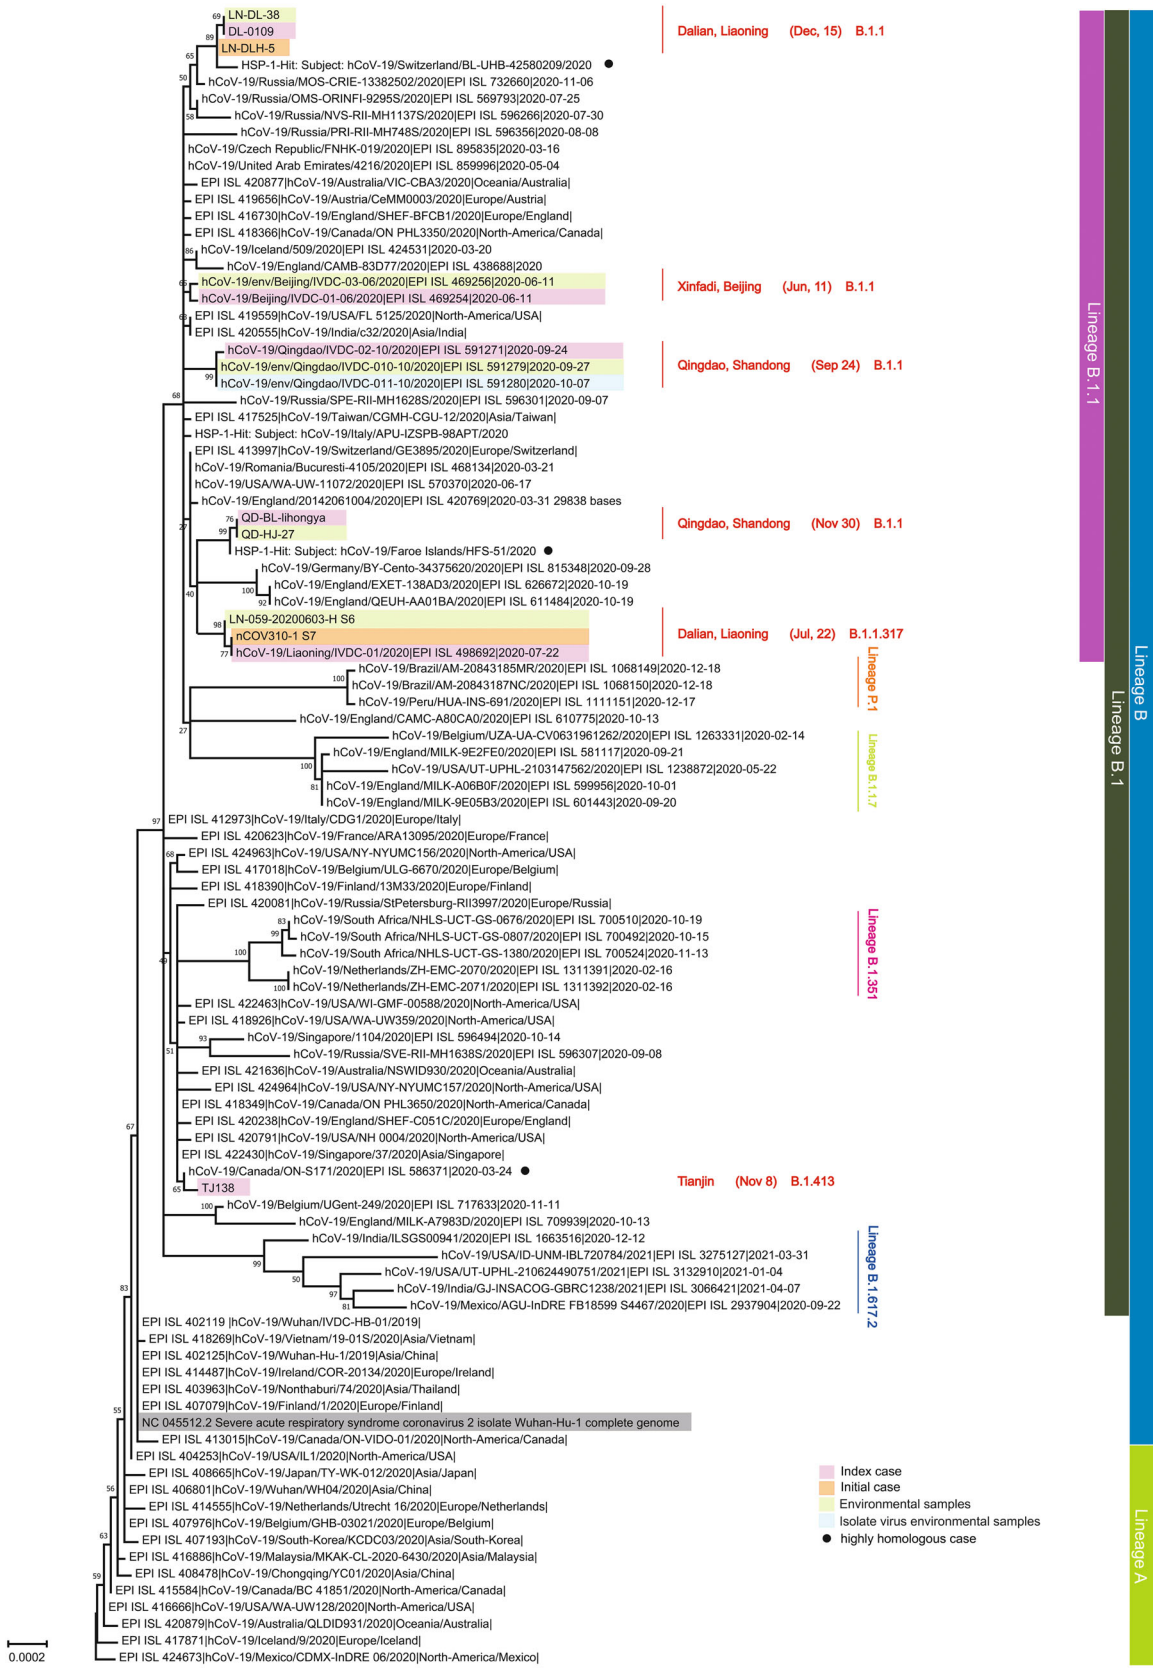 LN-DL-38
DL-0109
LN-DLH-5
Dalian, Liaoning (Dec, 15) B.1.1
HSP-1-Hit: Subject: hCoV-19/Switzerland/BL-UHB-42580209/2020
hCoV-19/Russia/MOS-CRIE-13382502/2020|EPI ISL 732660|2020-11-06
hCoV-19/Russia/OMS-ORINFI-9295S/2020|EPI ISL 569793|2020-07-25
hCoV-19/Russia/NVS-RII-MH1137S/2020|EPI ISL 596266|2020-07-30
hCoV-19/Russia/PRI-RII-MH748S/2020|EPI ISL 596356|2020-08-08
hCoV-19/Czech Republic/FNHK-019/2020|EPI ISL 895835|2020-03-16
hCoV-19/United Arab Emirates/4216/2020|EPI ISL 859996|2020-05-04
EPI ISL 420877|hCoV-19/Australia/VIC-CBA3/2020|Oceania/Australia|
EPI ISL 419656|hCoV-19/Austria/CeMM0003/2020|Europe/Austria|
EPI ISL 416730|hCoV-19/England/SHEF-BFCB1/2020|Europe/England|
EPI ISL 418366|hCoV-19/Canada/ON PHL3350/2020|North-America/Canada|
hCoV-19/Iceland/509/2020|EPI ISL 424531|2020-03-20
hCoV-19/England/CAMB-83D77/2020|EPI ISL 438688|2020
hCoV-19/env/Beijing/IVDC-03-06/2020|EPI ISL 469256|2020-06-11
hCoV-19/Beijing/IVDC-01-06/2020|EPI ISL 469254|2020-06-11
Xinfadi, Beijing (Jun, 11) B.1.1
EPI ISL 419559|hCoV-19/USA/FL 5125/2020|North-America/USA|
EPI ISL 420555|hCoV-19/India/c32/2020|Asia/India|
hCoV-19/Qingdao/IVDC-02-10/2020|EPI ISL 591271|2020-09-24
hCoV-19/env/Qingdao/IVDC-010-10/2020|EPI ISL 591279|2020-09-27
hCoV-19/env/Qingdao/IVDC-011-10/2020|EPI ISL 591280|2020-10-07
Qingdao, Shandong (Sep 24) B.1.1
hCoV-19/Russia/SPE-RII-MH1628S/2020|EPI ISL 596301|2020-09-07
EPI ISL 417525|hCoV-19/Taiwan/CGMH-CGU-12/2020|Asia/Taiwan|
HSP-1-Hit: Subject: hCoV-19/Italy/APU-IZSPB-98APT/2020
EPI ISL 413997|hCoV-19/Switzerland/GE3895/2020|Europe/Switzerland|
hCoV-19/Romania/Bucuresti-4105/2020|EPI ISL 468134|2020-03-21
hCoV-19/USA/WA-UW-11072/2020|EPI ISL 570370|2020-06-17
hCoV-19/England/20142061004/2020|EPI ISL 420769|2020-03-31 29838 bases
QD-BL-lihongya
QD-HJ-27
Qingdao, Shandong (Nov 30) B.1.1
HSP-1-Hit: Subject: hCoV-19/Faroe Islands/HFS-51/2020
hCoV-19/Germany/BY-Cento-34375620/2020|EPI ISL 815348|2020-09-28
hCoV-19/England/EXET-138AD3/2020|EPI ISL 626672|2020-10-19
hCoV-19/England/QEUH-AA01BA/2020|EPI ISL 611484|2020-10-19
LN-059-20200603-H S6
nCOV310-1 S7
hCoV-19/Liaoning/IVDC-01/2020|EPI ISL 498692|2020-07-22
Dalian, Liaoning (Jul, 22) B.1.1.317
hCoV-19/Brazil/AM-20843185MR/2020|EPI ISL 1068149|2020-12-18
hCoV-19/Brazil/AM-20843187NC/2020|EPI ISL 1068150|2020-12-18
hCoV-19/Peru/HUA-INS-691/2020|EPI ISL 1111151|2020-12-17
Lineage P.1
hCoV-19/England/CAMC-A80CA0/2020|EPI ISL 610775|2020-10-13
hCoV-19/Belgium/UZA-UA-CV0631961262/2020|EPI ISL 1263331|2020-02-14
hCoV-19/England/MILK-9E2FE0/2020|EPI ISL 581117|2020-09-21
hCoV-19/USA/UT-UPHL-2103147562/2020|EPI ISL 1238872|2020-05-22
hCoV-19/England/MILK-A06B0F/2020|EPI ISL 599956|2020-10-01
hCoV-19/England/MILK-9E05B3/2020|EPI ISL 601443|2020-09-20
Lineage B.1.1.7
EPI ISL 412973|hCoV-19/Italy/CDG1/2020|Europe/Italy|
EPI ISL 420623|hCoV-19/France/ARA13095/2020|Europe/France|
EPI ISL 424963|hCoV-19/USA/NY-NYUMC156/2020|North-America/USA|
EPI ISL 417018|hCoV-19/Belgium/ULG-6670/2020|Europe/Belgium|
EPI ISL 418390|hCoV-19/Finland/13M33/2020|Europe/Finland|
EPI ISL 420081|hCoV-19/Russia/StPetersburg-RII3997/2020|Europe/Russia|
hCoV-19/South Africa/NHLS-UCT-GS-0676/2020|EPI ISL 700510|2020-10-19
hCoV-19/South Africa/NHLS-UCT-GS-0807/2020|EPI ISL 700492|2020-10-15
hCoV-19/South Africa/NHLS-UCT-GS-1380/2020|EPI ISL 700524|2020-11-13
hCoV-19/Netherlands/ZH-EMC-2070/2020|EPI ISL 1311391|2020-02-16
hCoV-19/Netherlands/ZH-EMC-2071/2020|EPI ISL 1311392|2020-02-16
Lineage B.1.351
EPI ISL 422463|hCoV-19/USA/WI-GMF-00588/2020|North-America/USA|
EPI ISL 418926|hCoV-19/USA/WA-UW359/2020|North-America/USA|
hCoV-19/Singapore/1104/2020|EPI ISL 596494|2020-10-14
hCoV-19/Russia/SVE-RII-MH1638S/2020|EPI ISL 596307|2020-09-08
EPI ISL 421636|hCoV-19/Australia/NSWID930/2020|Oceania/Australia|
EPI ISL 424964|hCoV-19/USA/NY-NYUMC157/2020|North-America/USA|
EPI ISL 418349|hCoV-19/Canada/ON PHL3650/2020|North-America/Canada|
EPI ISL 420238|hCoV-19/England/SHEF-C051C/2020|Europe/England|
EPI ISL 420791|hCoV-19/USA/NH 0004/2020|North-America/USA|
EPI ISL 422430|hCoV-19/Singapore/37/2020|Asia/Singapore|
hCoV-19/Canada/ON-S171/2020|EPI ISL 586371|2020-03-24
TJ138
Tianjin (Nov 8) B.1.413
hCoV-19/Belgium/UGent-249/2020|EPI ISL 717633|2020-11-11
hCoV-19/England/MILK-A7983D/2020|EPI ISL 709939|2020-10-13
hCoV-19/India/ILSGS00941/2020|EPI ISL 1663516|2020-12-12
hCoV-19/USA/ID-UNM-IBL720784/2021|EPI ISL 3275127|2021-03-31
hCoV-19/USA/UT-UPHL-210624490751/2021|EPI ISL 3132910|2021-01-04
hCoV-19/India/GJ-INSACOG-GBRC1238/2021|EPI ISL 3066421|2021-04-07
hCoV-19/Mexico/AGU-InDRE FB18599 S4467/2020|EPI ISL 2937904|2020-09-22
Lineage B.1.617.2
EPI ISL 402119 |hCoV-19/Wuhan/IVDC-HB-01/2019|
EPI ISL 418269|hCoV-19/Vietnam/19-01S/2020|Asia/Vietnam|
EPI ISL 402125|hCoV-19/Wuhan-Hu-1/2019|Asia/China|
EPI ISL 414487|hCoV-19/Ireland/COR-20134/2020|Europe/Ireland|
EPI ISL 403963|hCoV-19/Nonthaburi/74/2020|Asia/Thailand|
EPI ISL 407079|hCoV-19/Finland/1/2020|Europe/Finland|
NC 045512.2 Severe acute respiratory syndrome coronavirus 2 isolate Wuhan-Hu-1 complete genome
EPI ISL 413015|hCoV-19/Canada/ON-VIDO-01/2020|North-America/Canada|
EPI ISL 404253|hCoV-19/USA/IL1/2020|North-America/USA|
EPI ISL 408665|hCoV-19/Japan/TY-WK-012/2020|Asia/Japan|
EPI ISL 406801|hCoV-19/Wuhan/WH04/2020|Asia/China|
EPI ISL 414555|hCoV-19/Netherlands/Utrecht 16/2020|Europe/Netherlands|
EPI ISL 407976|hCoV-19/Belgium/GHB-03021/2020|Europe/Belgium|
EPI ISL 407193|hCoV-19/South-Korea/KCDC03/2020|Asia/South-Korea|
EPI ISL 416886|hCoV-19/Malaysia/MKAK-CL-2020-6430/2020|Asia/Malaysia|
EPI ISL 408478|hCoV-19/Chongqing/YC01/2020|Asia/China|
EPI ISL 415584|hCoV-19/Canada/BC 41851/2020|North-America/Canada|
EPI ISL 416666|hCoV-19/USA/WA-UW128/2020|North-America/USA|
EPI ISL 420879|hCoV-19/Australia/QLDID931/2020|Oceania/Australia|
EPI ISL 417871|hCoV-19/Iceland/9/2020|Europe/Iceland|
EPI ISL 424673|hCoV-19/Mexico/CDMX-InDRE 06/2020|North-America/Mexico|
Lineage B.1.1
Lineage B.1
Lineage B
Lineage A
Index case
Initial case
Environmental samples
Isolate virus environmental samples
highly homologous case
0.0002
69
89
65
50
58
86
99
68
76
99
100
92
40
98
77
100
27
100
81
97
68
83
99
100
100
51
93
67
65
100
99
50
97
81
83
55
56
63
59